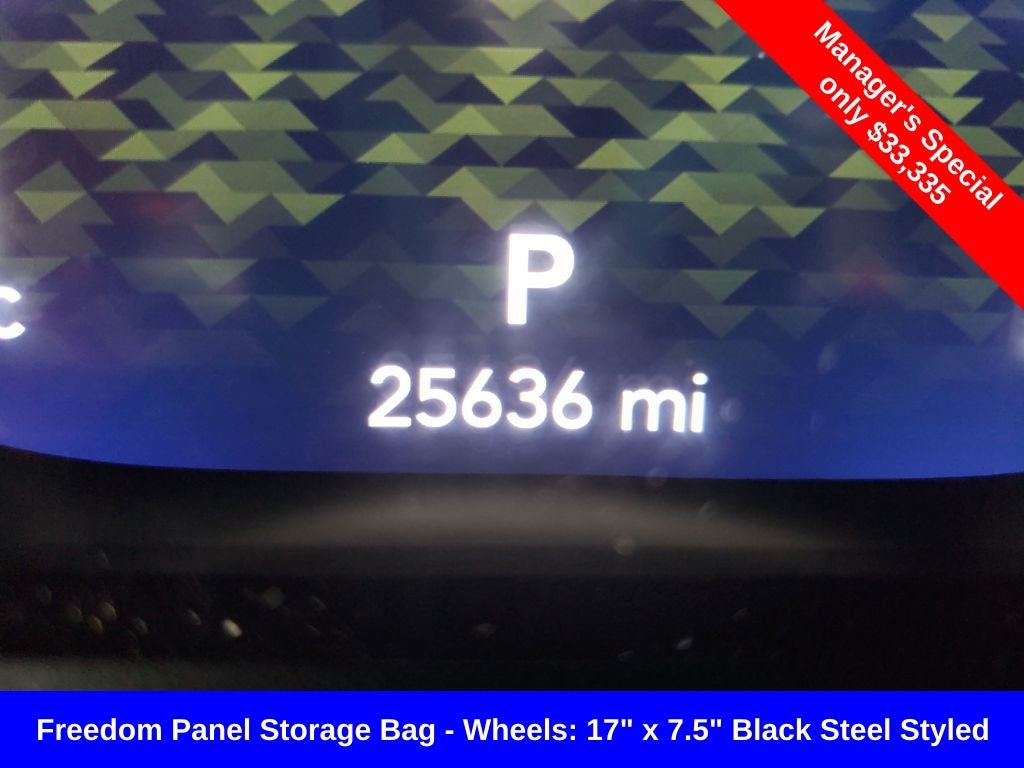 Manager's Special
only $33,335
P
C
25636 mi
Freedom Panel Storage Bag - Wheels: 17" x 7.5" Black Steel Styled